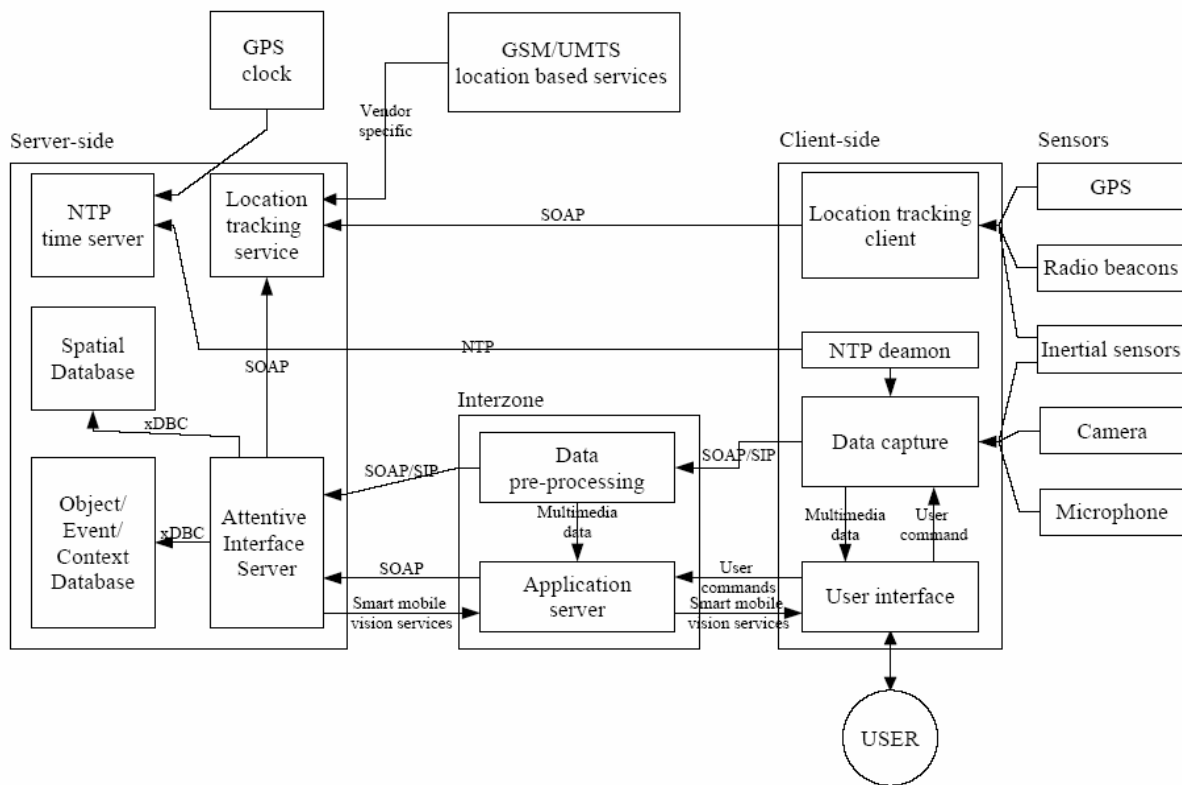 GPS
clock
GSM/UMTS
location based services
Vendor
specific
Server-side
Client-side
Sensors
NTP
time server
Location
tracking
service
SOAP
Location tracking
client
GPS
Radio beacons
Inertial sensors
Camera
Microphone
Spatial
Database
SOAP
NTP
NTP deamon
xDBC
Interzone
Data
pre-processing
SOAP/SIP
SOAP/SIP
Data capture
Object/
Event/
Context
Database
xDBC
Attentive
Interface
Server
Multimedia
data
Multimedia
data
User
command
SOAP
Application
server
User
commands
User interface
Smart mobile
vision services
Smart mobile
vision services
USER